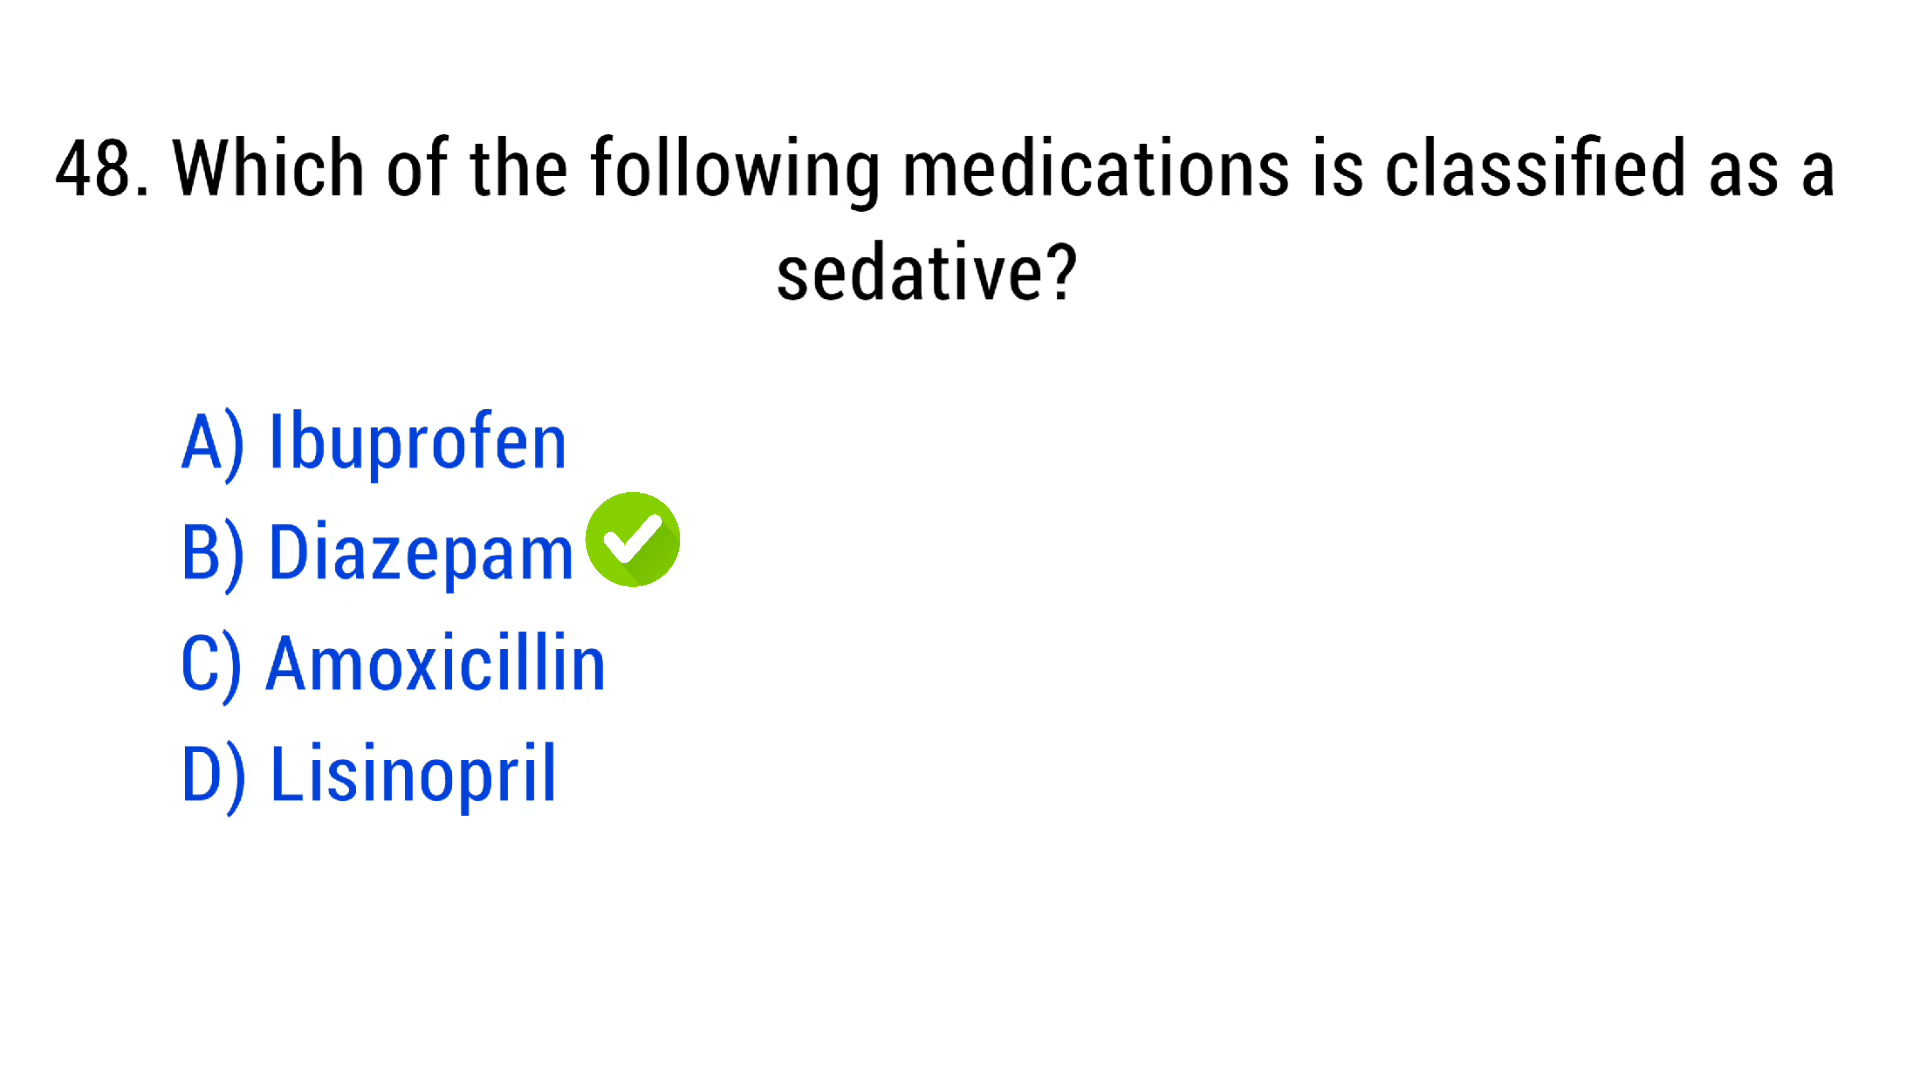 48. Which of the following medications is classified as a
sedative?
A) Ibuprofen
B) Diazepam
C) Amoxicillin
D) Lisinopril